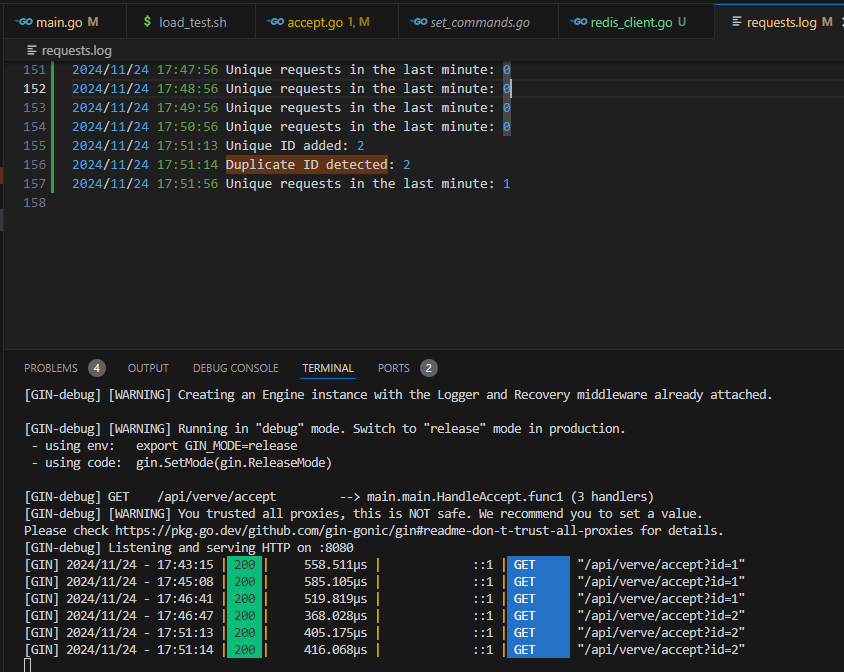 main.go M $ load_test.sh GO accept.go 1, M GO set_commands.go GO redis_client.go U requests.log M
requests.log
151 2024/11/24 17:47:56 Unique requests in the last minute: 0
152 2024/11/24 17:48:56 Unique requests in the last minute: 0
153 2024/11/24 17:49:56 Unique requests in the last minute: 0
154 2024/11/24 17:50:56 Unique requests in the last minute: 0
155 2024/11/24 17:51:13 Unique ID added: 2
156 2024/11/24 17:51:14 Duplicate ID detected: 2
157 2024/11/24 17:51:56 Unique requests in the last minute: 1
158
PROBLEMS 4 OUTPUT DEBUG CONSOLE TERMINAL PORTS 2
[GIN-debug] [WARNING] Creating an Engine instance with the Logger and Recovery middleware already attached.
[GIN-debug] [WARNING] Running in "debug" mode. Switch to "release" mode in production.
- using env: export GIN_MODE=release
- using code: gin.SetMode(gin.ReleaseMode)
[GIN-debug] GET /api/verve/accept --> main.main.HandleAccept.func1 (3 handlers)
[GIN-debug] [WARNING] You trusted all proxies, this is NOT safe. We recommend you to set a value.
Please check https://pkg.go.dev/github.com/gin-gonic/gin#readme-don-t-trust-all-proxies for details.
[GIN-debug] Listening and serving HTTP on :8080
[GIN] 2024/11/24 - 17:43:15 | 200 | 558.511µs | ::1 | GET "/api/verve/accept?id=1"
[GIN] 2024/11/24 - 17:45:08 | 200 | 585.105µs | ::1 | GET "/api/verve/accept?id=1"
[GIN] 2024/11/24 - 17:46:41 | 200 | 519.819µs | ::1 | GET "/api/verve/accept?id=1"
[GIN] 2024/11/24 - 17:46:47 | 200 | 368.028µs | ::1 | GET "/api/verve/accept?id=2"
[GIN] 2024/11/24 - 17:51:13 | 200 | 405.175µs | ::1 | GET "/api/verve/accept?id=2"
[GIN] 2024/11/24 - 17:51:14 | 200 | 416.068µs | ::1 | GET "/api/verve/accept?id=2"